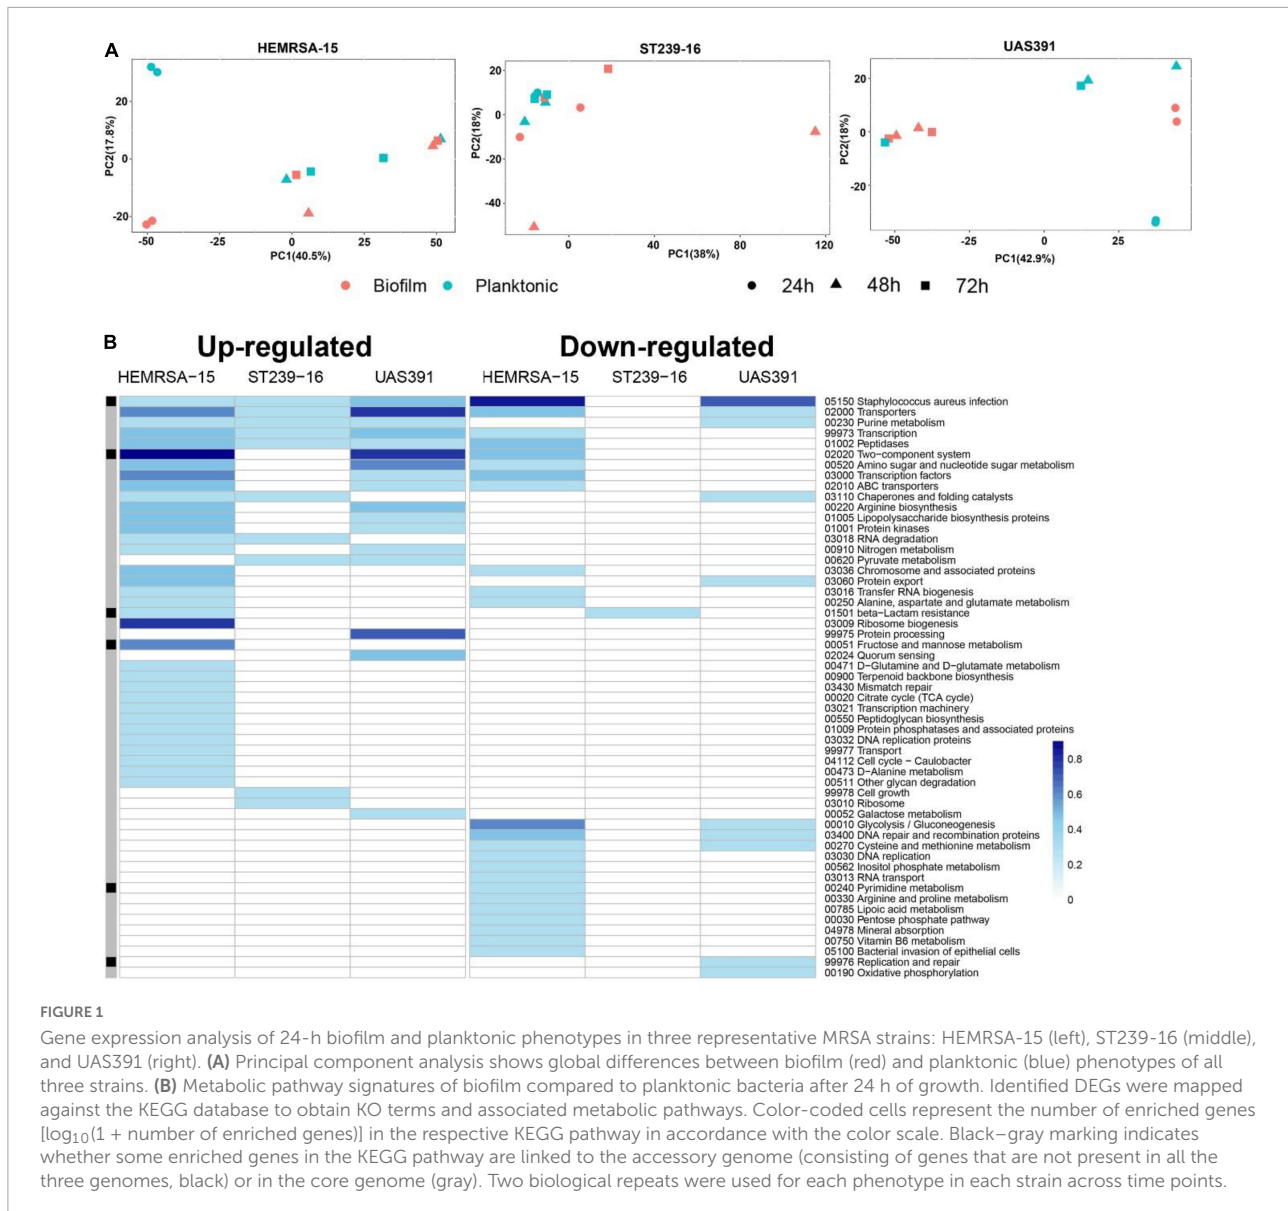 A
HEMRSA-15
ST239-16
UAS391
PC2(17.8%)
20
0
-20
-50
-25
0
25
50
PC1(40.5%)
PC2(18%)
20
0
-20
-40
0
40
80
120
PC1(38%)
PC2(18%)
20
0
-20
-50
-25
0
25
PC1(42.9%)
Biofilm
Planktonic
24h
48h
72h
B
Up-regulated
Down-regulated
HEMRSA−15
ST239−16
UAS391
HEMRSA−15
ST239−16
UAS391
05150 Staphylococcus aureus infection
02000 Transporters
00230 Purine metabolism
99973 Transcription
01002 Peptidases
02020 Two−component system
00520 Amino sugar and nucleotide sugar metabolism
03000 Transcription factors
02010 ABC transporters
03110 Chaperones and folding catalysts
00220 Arginine biosynthesis
01005 Lipopolysaccharide biosynthesis proteins
01001 Protein kinases
03018 RNA degradation
00910 Nitrogen metabolism
00620 Pyruvate metabolism
03036 Chromosome and associated proteins
03060 Protein export
03016 Transfer RNA biogenesis
00250 Alanine, aspartate and glutamate metabolism
01501 beta−Lactam resistance
03009 Ribosome biogenesis
99975 Protein processing
00051 Fructose and mannose metabolism
02024 Quorum sensing
00471 D−Glutamine and D−glutamate metabolism
00900 Terpenoid backbone biosynthesis
03430 Mismatch repair
00020 Citrate cycle (TCA cycle)
03021 Transcription machinery
00550 Peptidoglycan biosynthesis
01009 Protein phosphatases and associated proteins
03032 DNA replication proteins
99977 Transport
04112 Cell cycle − Caulobacter
00473 D−Alanine metabolism
00511 Other glycan degradation
99978 Cell growth
03010 Ribosome
00052 Galactose metabolism
00010 Glycolysis / Gluconeogenesis
03400 DNA repair and recombination proteins
00270 Cysteine and methionine metabolism
03030 DNA replication
00562 Inositol phosphate metabolism
03013 RNA transport
00240 Pyrimidine metabolism
00330 Arginine and proline metabolism
00785 Lipoic acid metabolism
00030 Pentose phosphate pathway
04978 Mineral absorption
00750 Vitamin B6 metabolism
05100 Bacterial invasion of epithelial cells
99976 Replication and repair
00190 Oxidative phosphorylation
0.8
0.6
0.4
0.2
0
FIGURE 1
Gene expression analysis of 24-h biofilm and planktonic phenotypes in three representative MRSA strains: HEMRSA-15 (left), ST239-16 (middle),
and UAS391 (right). (A) Principal component analysis shows global differences between biofilm (red) and planktonic (blue) phenotypes of all
three strains. (B) Metabolic pathway signatures of biofilm compared to planktonic bacteria after 24 h of growth. Identified DEGs were mapped
against the KEGG database to obtain KO terms and associated metabolic pathways. Color-coded cells represent the number of enriched genes
[log₁₀(1 + number of enriched genes)] in the respective KEGG pathway in accordance with the color scale. Black–gray marking indicates
whether some enriched genes in the KEGG pathway are linked to the accessory genome (consisting of genes that are not present in all the
three genomes, black) or in the core genome (gray). Two biological repeats were used for each phenotype in each strain across time points.